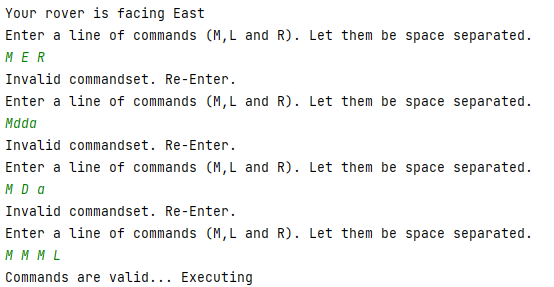 Your rover is facing East
Enter a line of commands (M,L and R). Let them be space separated.
M E R
Invalid commandset. Re-Enter.
Enter a line of commands (M,L and R). Let them be space separated.
Mdda
Invalid commandset. Re-Enter.
Enter a line of commands (M,L and R). Let them be space separated.
M D a
Invalid commandset. Re-Enter.
Enter a line of commands (M,L and R). Let them be space separated.
M M M L
Commands are valid... Executing